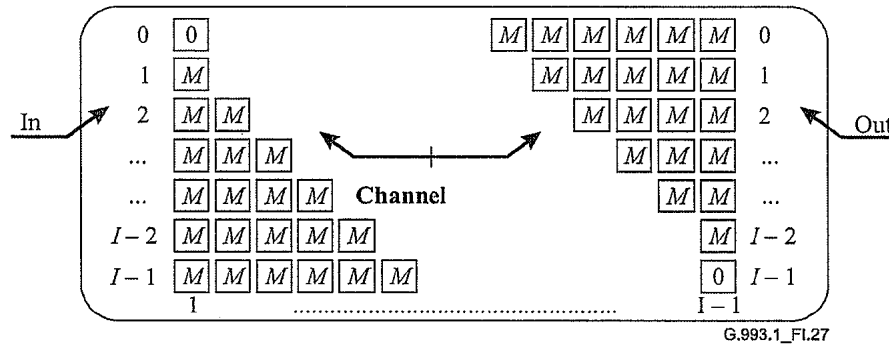 0 0 M M M M M M 0
1 M M M M M M 1
2 M M M M M M 2
In Out
... M M M M M M ...
... M M M M M M ...
Channel
I – 2 M M M M M M I – 2
I – 1 M M M M M M 0 I – 1
1 ................................................ I – 1
G.993.1_FI.27